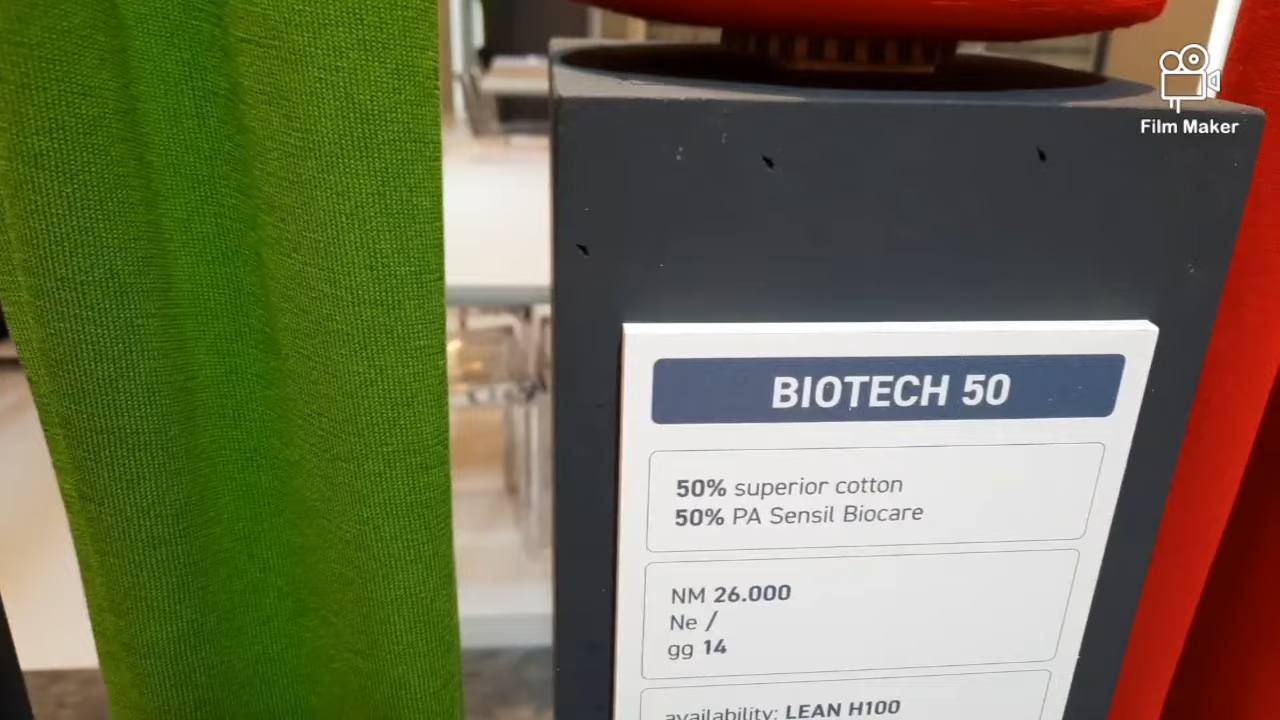 Film Maker
BIOTECH 50
50% superior cotton
50% PA Sensil Biocare
NM 26.000
Ne /
gg 14
availability: LEAN H100